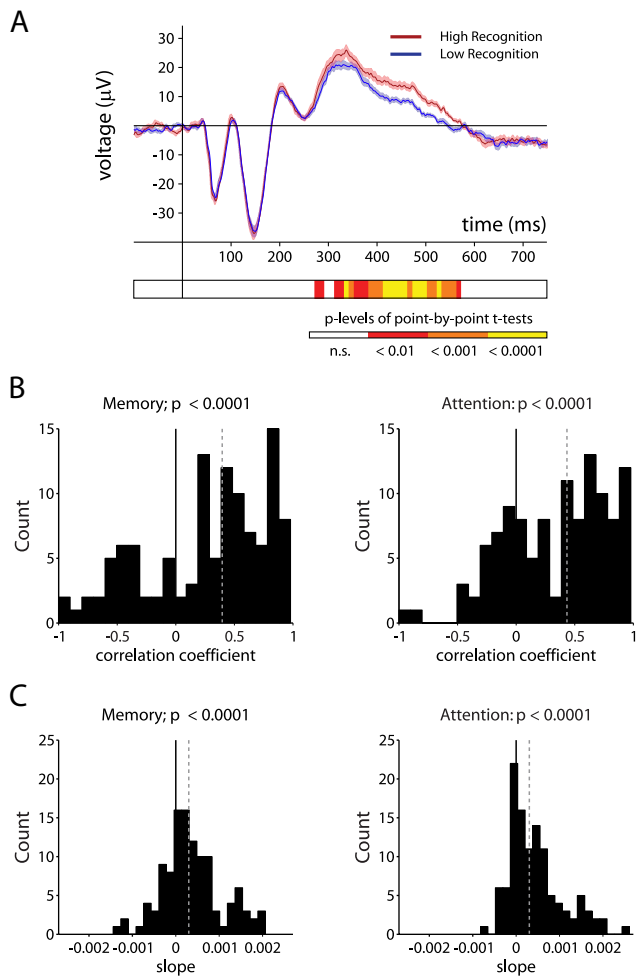 A
voltage (μV)
30
20
10
0
-10
-20
-30
High Recognition
Low Recognition
time (ms)
100 200 300 400 500 600 700
p-levels of point-by-point t-tests
n.s. < 0.01 < 0.001 < 0.0001
B
Memory; p < 0.0001
Count
15
10
5
0
-1 -0.5 0 0.5 1
correlation coefficient
Attention: p < 0.0001
Count
15
10
5
0
-1 -0.5 0 0.5 1
correlation coefficient
C
Memory; p < 0.0001
Count
25
20
15
10
5
0
-0.002 -0.001 0 0.001 0.002
slope
Attention: p < 0.0001
Count
25
20
15
10
5
0
-0.002 -0.001 0 0.001 0.002
slope